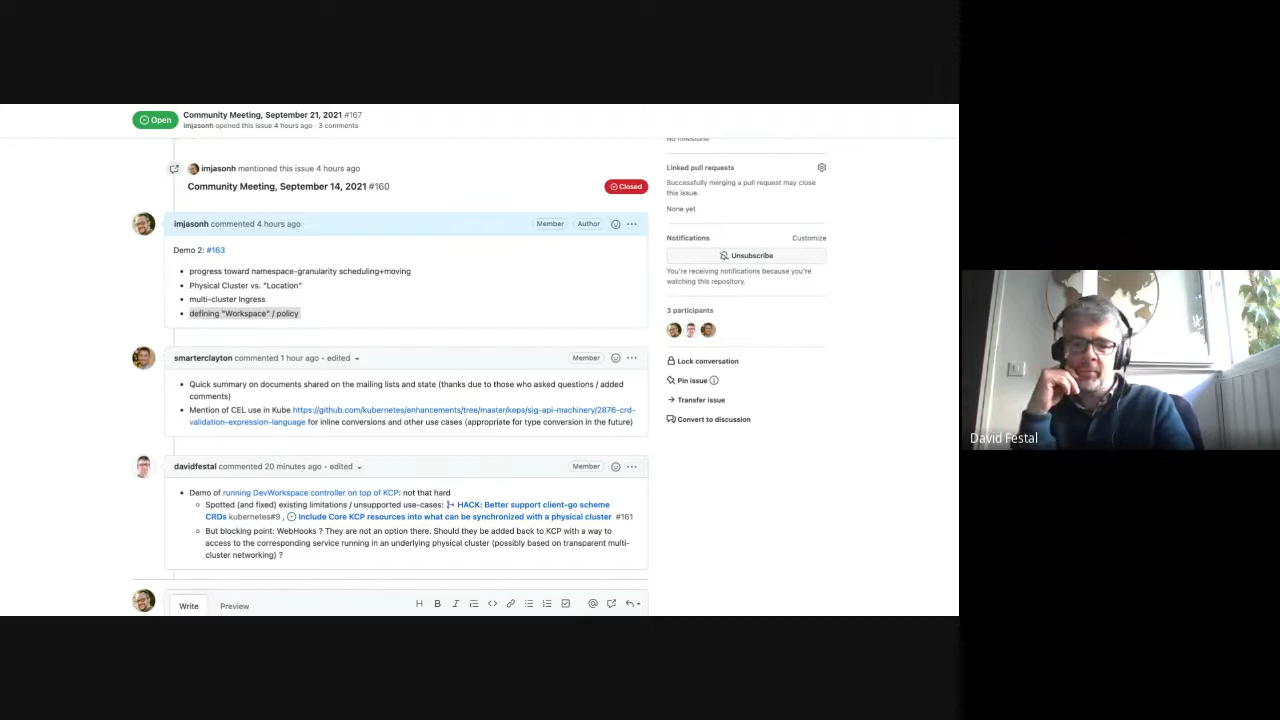 Open
Community Meeting, September 21, 2021 #167
imjasonh opened this issue 4 hours ago · 3 comments
No milestone
imjasonh mentioned this issue 4 hours ago
Community Meeting, September 14, 2021 #160
Closed
imjasonh commented 4 hours ago
Member
Author
Demo 2: #163
• progress toward namespace-granularity scheduling+moving
• Physical Cluster vs. "Location"
• multi-cluster Ingress
• defining "Workspace" / policy
smarterclayton commented 1 hour ago • edited
Member
• Quick summary on documents shared on the mailing lists and state (thanks due to those who asked questions / added
comments)
• Mention of CEL use in Kube https://github.com/kubernetes/enhancements/tree/master/keps/sig-api-machinery/2876-crd-
validation-expression-language for inline conversions and other use cases (appropriate for type conversion in the future)
davidfestal commented 20 minutes ago • edited
Member
• Demo of running DevWorkspace controller on top of KCP: not that hard
Spotted (and fixed) existing limitations / unsupported use-cases: HACK: Better support client-go scheme
CRDs kubernetes#9 , Include Core KCP resources into what can be synchronized with a physical cluster #161
But blocking point: WebHooks ? They are not an option there. Should they be added back to KCP with a way to
access to the corresponding service running in an underlying physical cluster (possibly based on transparent multi-
cluster networking) ?
Write
Preview
H B I
Linked pull requests
Successfully merging a pull request may close
this issue.
None yet
Notifications
Customize
Unsubscribe
You're receiving notifications because you're
watching this repository.
3 participants
Lock conversation
Pin issue
Transfer issue
Convert to discussion
David Festal